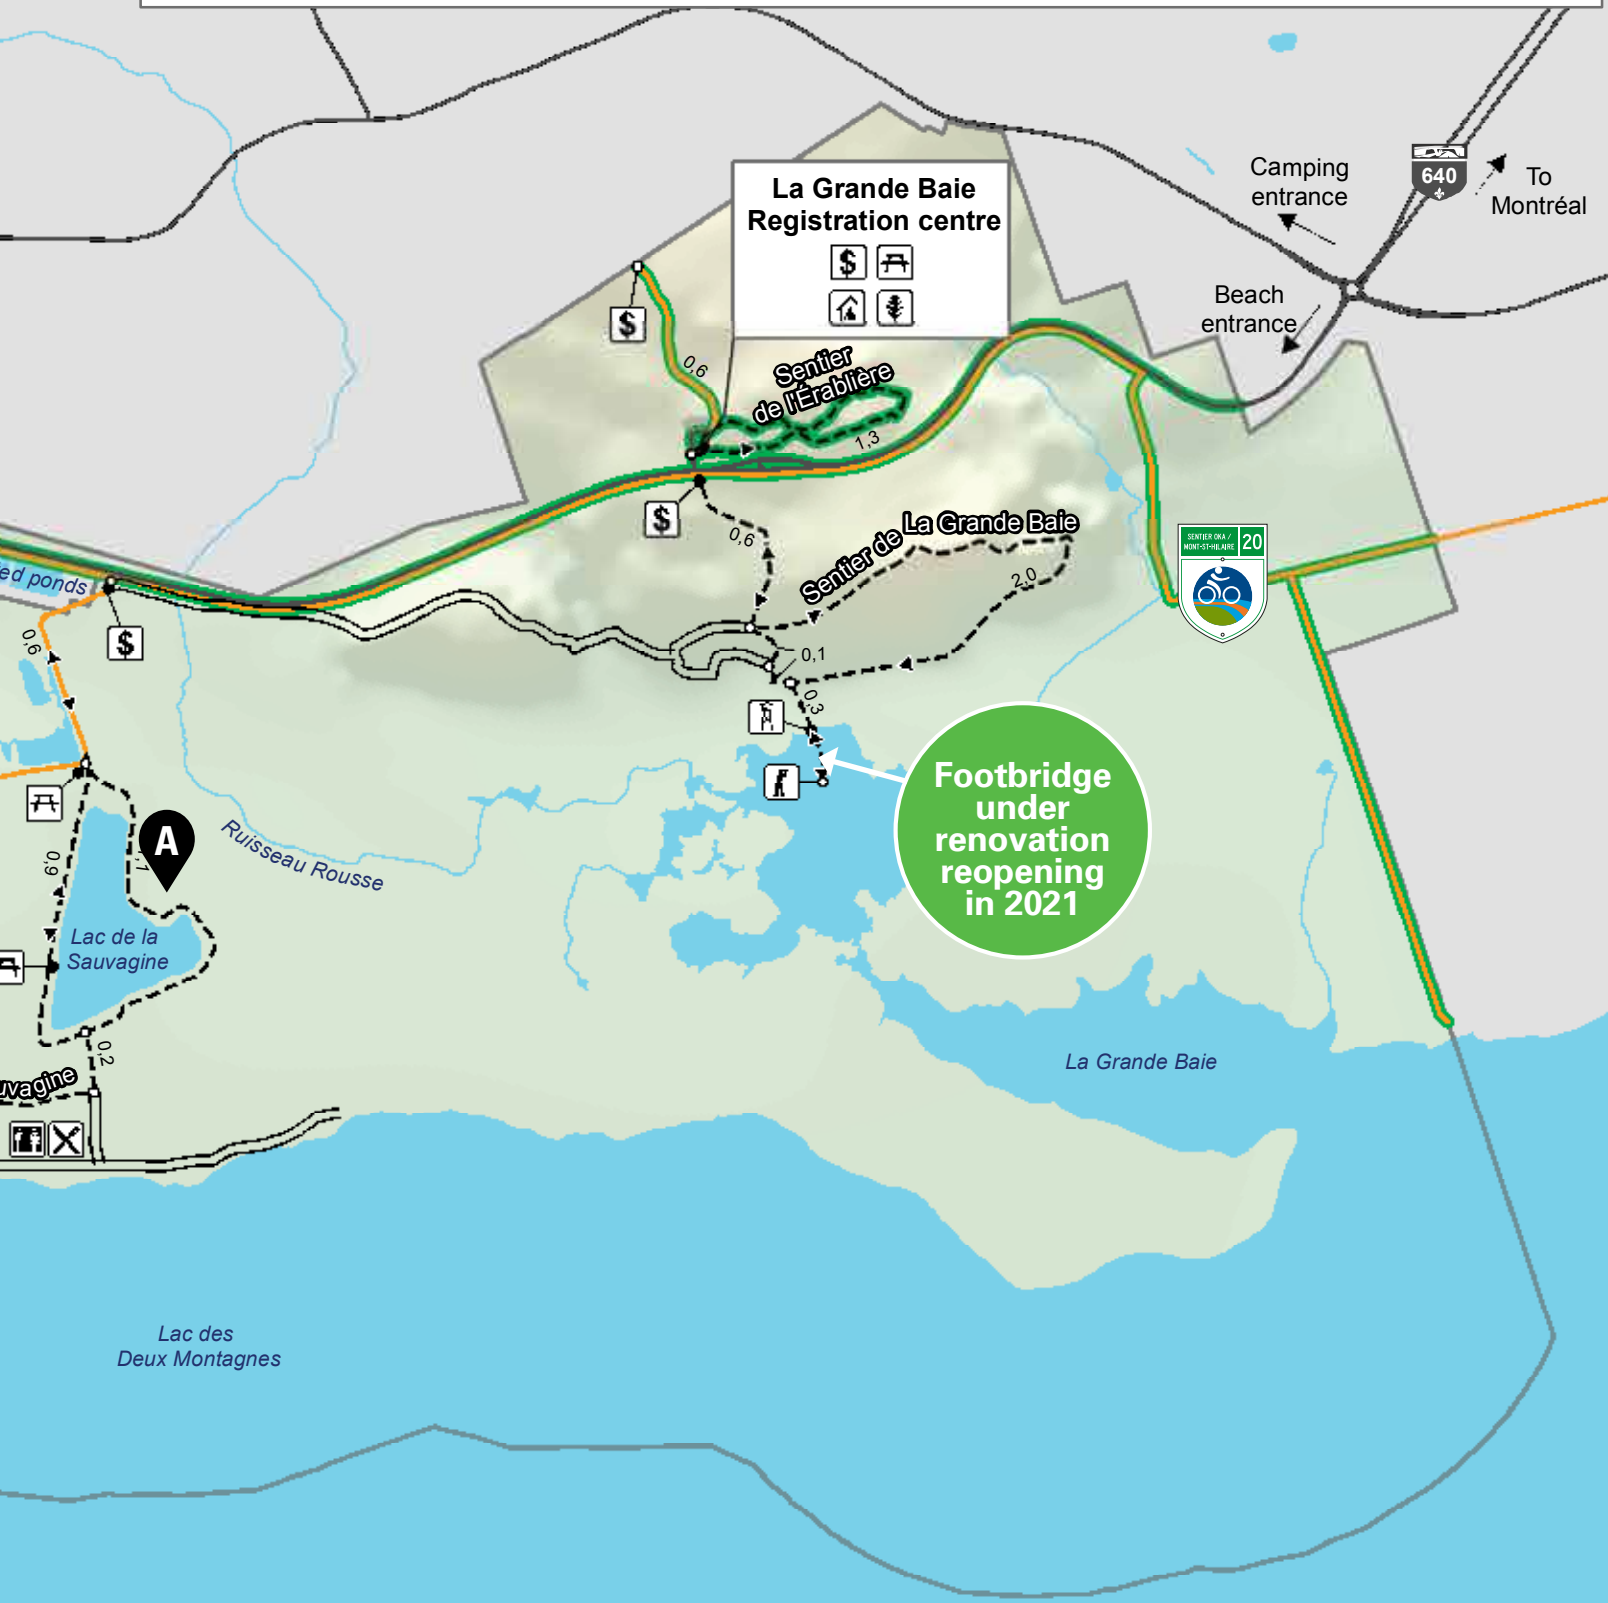 Camping
entrance
640
To
Montréal
La Grande Baie
Registration centre
$
Beach
entrance
$
0,6
Sentier
de l'Érablière
1,3
$
0,6
Sentier de La Grande Baie
2,0
SENTIER OKA /
MONT-ST-HILAIRE
20
ed ponds
0,6
$
0,1
0,3
Footbridge
under
renovation
reopening
in 2021
A
0,9
Ruisseau Rousse
Lac de la
Sauvagine
0,2
uvagine
La Grande Baie
Lac des
Deux Montagnes